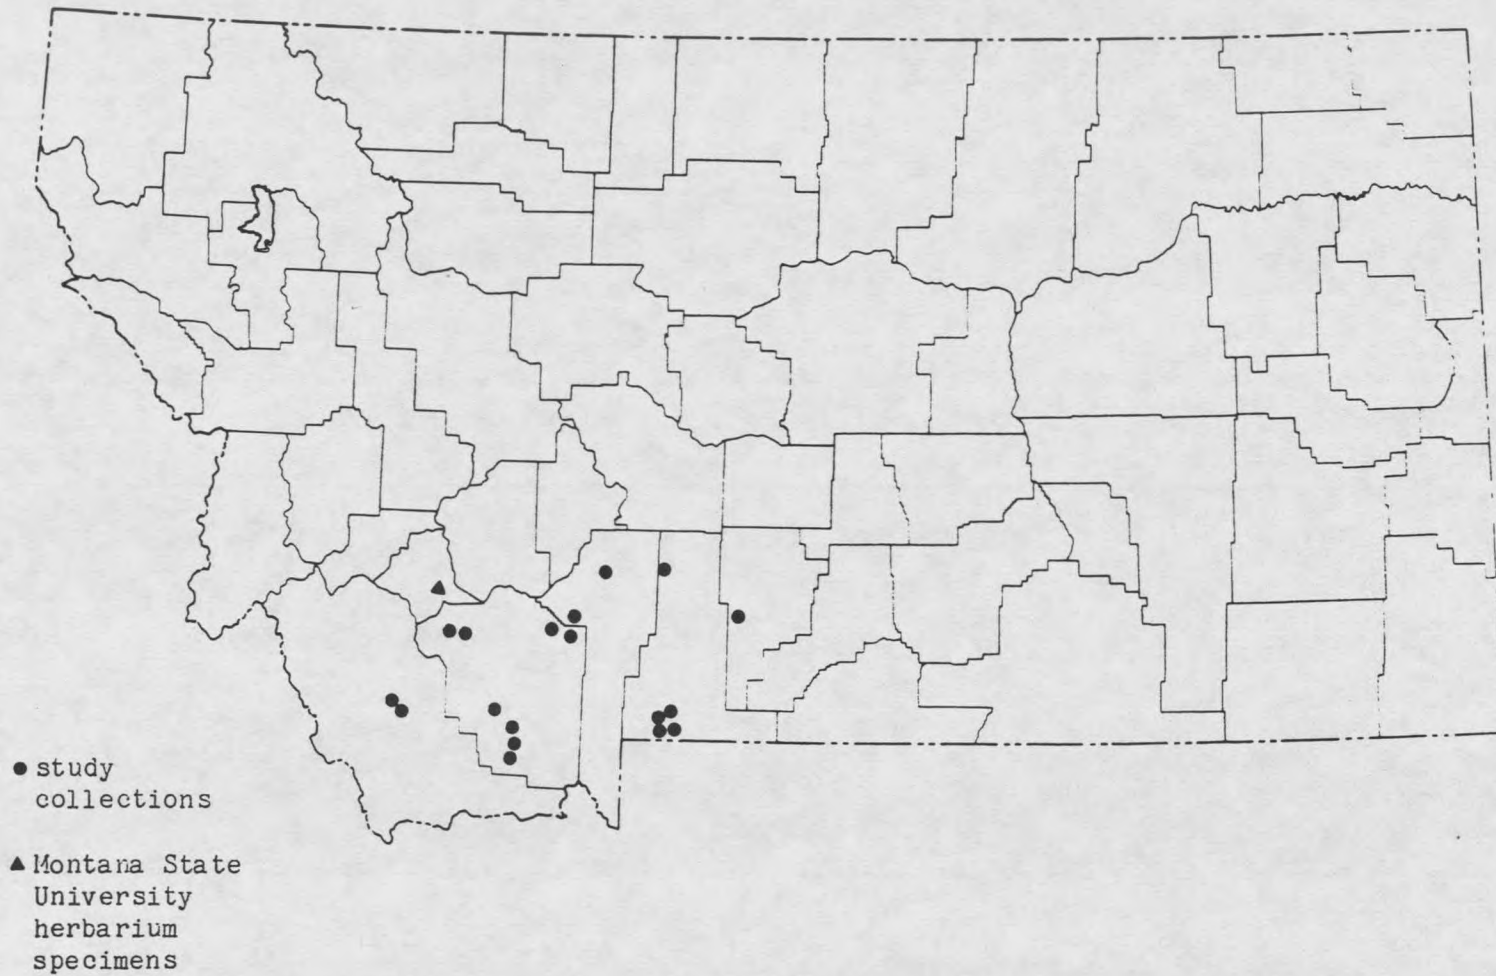 study
collections
Montana State
University
herbarium
specimens